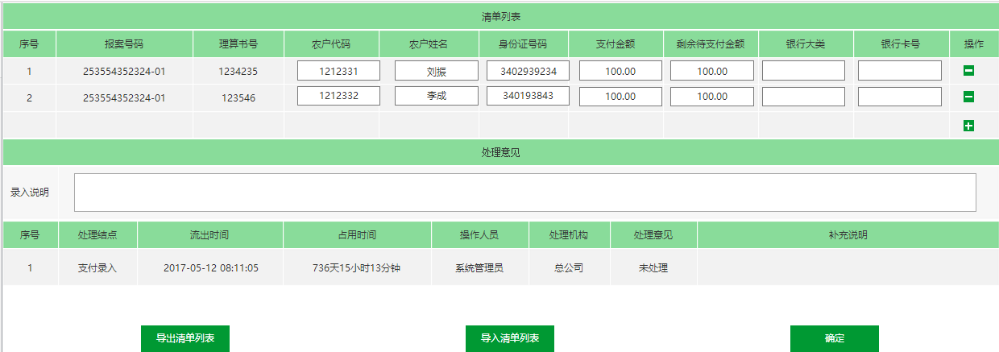 清单列表
序号 报案号码 理算书号 农户代码 农户姓名 身份证号码 支付金额 剩余待支付金额 银行大类 银行卡号 操作
1 253554352324-01 1234235 1212331 刘振 3402939234 100.00 100.00
2 253554352324-01 123546 1212332 李成 340193843 100.00 100.00
处理意见
录入说明
序号 处理结点 流出时间 占用时间 操作人员 处理机构 处理意见 补充说明
1 支付录入 2017-05-12 08:11:05 736天15小时13分钟 系统管理员 总公司 未处理
导出清单列表 导入清单列表 确定